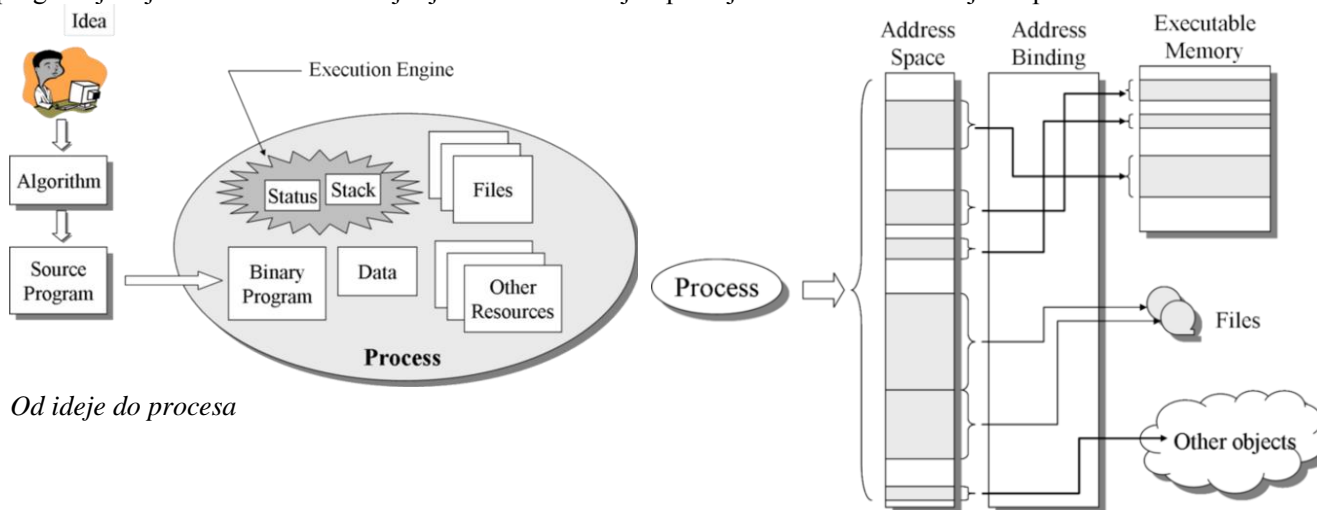 Idea
Execution Engine
Algorithm
Source
Program
Status
Stack
Files
Binary
Program
Data
Other
Resources
Process
Od ideje do procesa
Process
Address
Space
Address
Binding
Executable
Memory
Files
Other objects